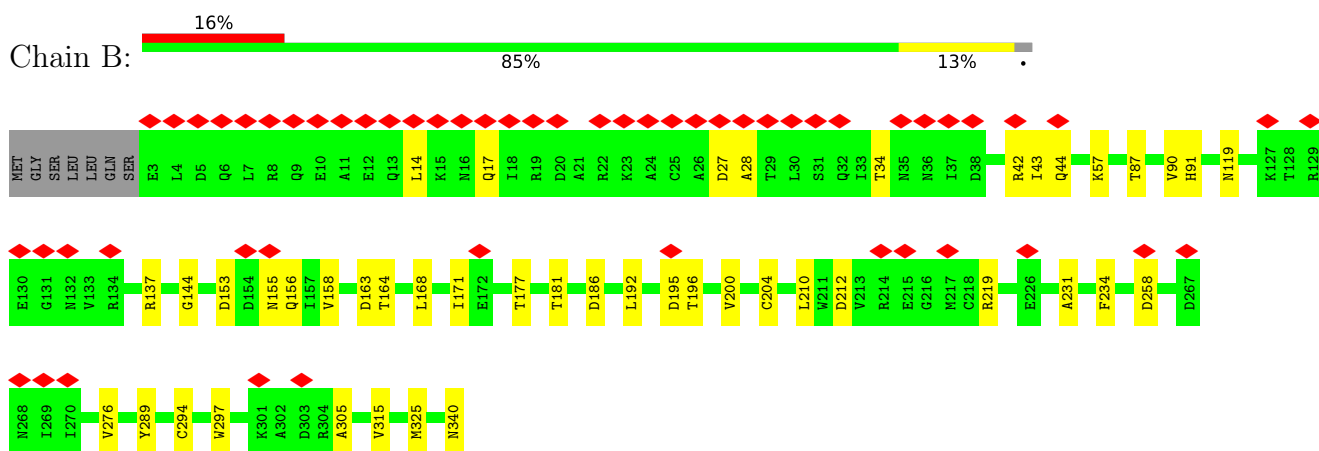 16%
Chain B:
85% 13% •
MET GLY SER LEU LEU GLN SER E3 L4 D5 Q6 L7 R8 Q9 E10 A11 E12 Q13 L14 K15 N16 Q17 I18 R19 D20 A21 R22 K23 A24 C25 A26 D27 A28 T29 L30 S31 Q32 I33 T34 N35 N36 I37 D38 R42 I43 Q44 K57 T87 V90 H91 N119 K127 T128 R129
E130 G131 N132 V133 R134 R137 G144 D153 D154 N155 Q156 I157 V158 D163 T164 L168 I171 E172 T177 T181 D186 L192 D195 T196 V200 C204 L210 W211 D212 V213 R214 E215 G216 M217 C218 R219 E226 A231 F234 D258 D267
N268 I269 I270 V276 Y289 C294 W297 K301 A302 D303 R304 A305 V315 M325 N340